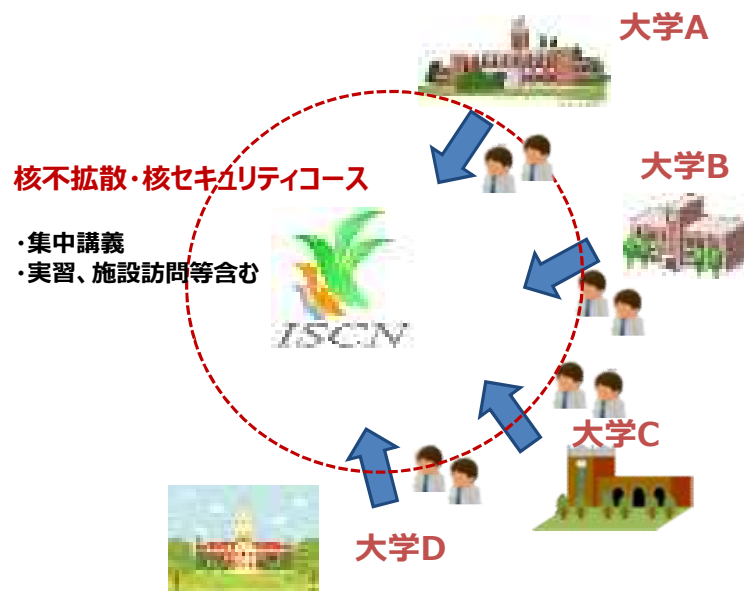 大学A
核不拡散・核セキュリティコース
大学B
・集中講義
・実習、施設訪問等含む
ISCN
大学C
大学D